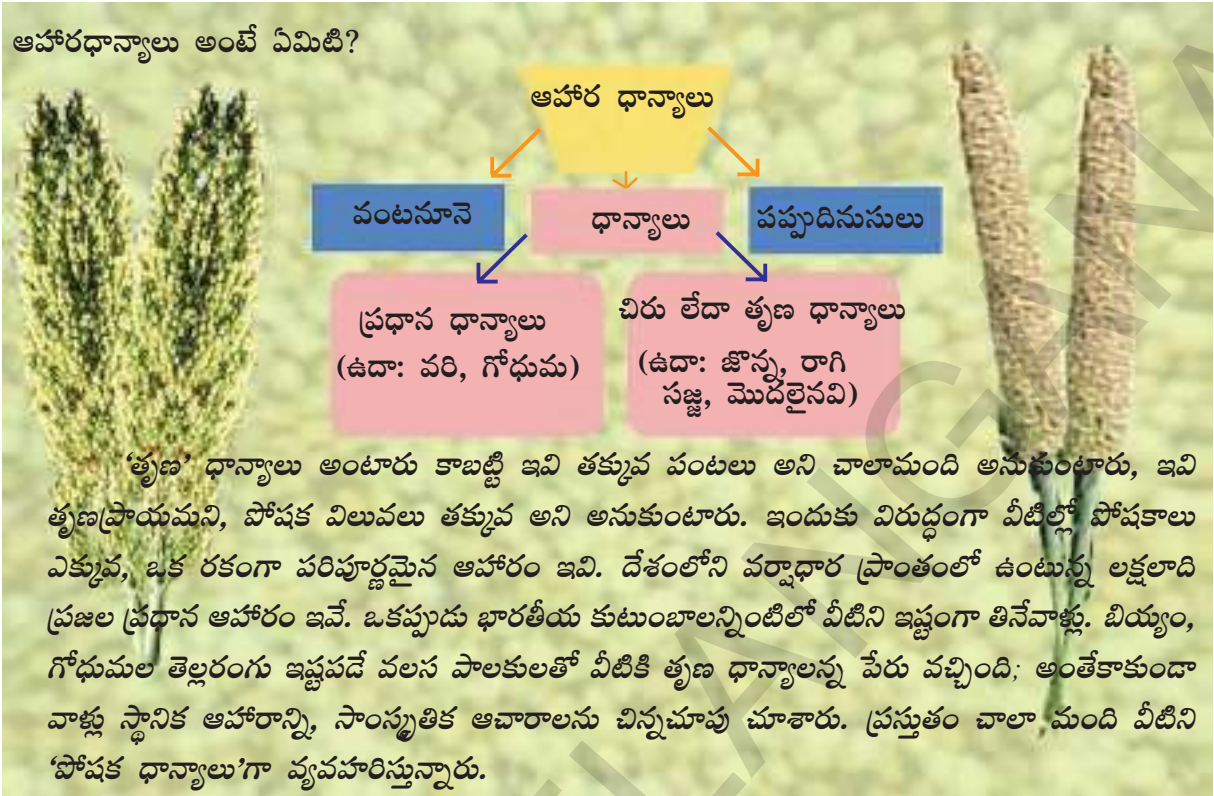 ఆహారధాన్యాలు అంటే ఏమిటి?
ఆహార ధాన్యాలు
వంటనూనె
ధాన్యాలు
పప్పుదినుసులు
ప్రధాన ధాన్యాలు
(ఉదా: వరి, గోధుమ)
చిరు లేదా తృణ ధాన్యాలు
(ఉదా: జొన్న, రాగి
సజ్జ, మొదలైనవి)
‘తృణ’ ధాన్యాలు అంటారు కాబట్టి ఇవి తక్కువ పంటలు అని చాలామంది అనుకుంటారు, ఇవి
తృణప్రాయమని, పోషక విలువలు తక్కువ అని అనుకుంటారు. ఇందుకు విరుద్ధంగా వీటిల్లో పోషకాలు
ఎక్కువ, ఒక రకంగా పరిపూర్ణమైన ఆహారం ఇవి. దేశంలోని వర్షాధార ప్రాంతంలో ఉంటున్న లక్షలాది
ప్రజల ప్రధాన ఆహారం ఇవే. ఒకప్పుడు భారతీయ కుటుంబాలన్నింటిలో వీటిని ఇష్టంగా తినేవాళ్లు. బియ్యం,
గోధుమల తెల్లరంగు ఇష్టపడే వలస పాలకులతో వీటికి తృణ ధాన్యాలన్న పేరు వచ్చింది; అంతేకాకుండా
వాళ్లు స్థానిక ఆహారాన్ని, సాంస్కృతిక ఆచారాలను చిన్నచూపు చూశారు. ప్రస్తుతం చాలా మంది వీటిని
‘పోషక ధాన్యాలు’గా వ్యవహరిస్తున్నారు.